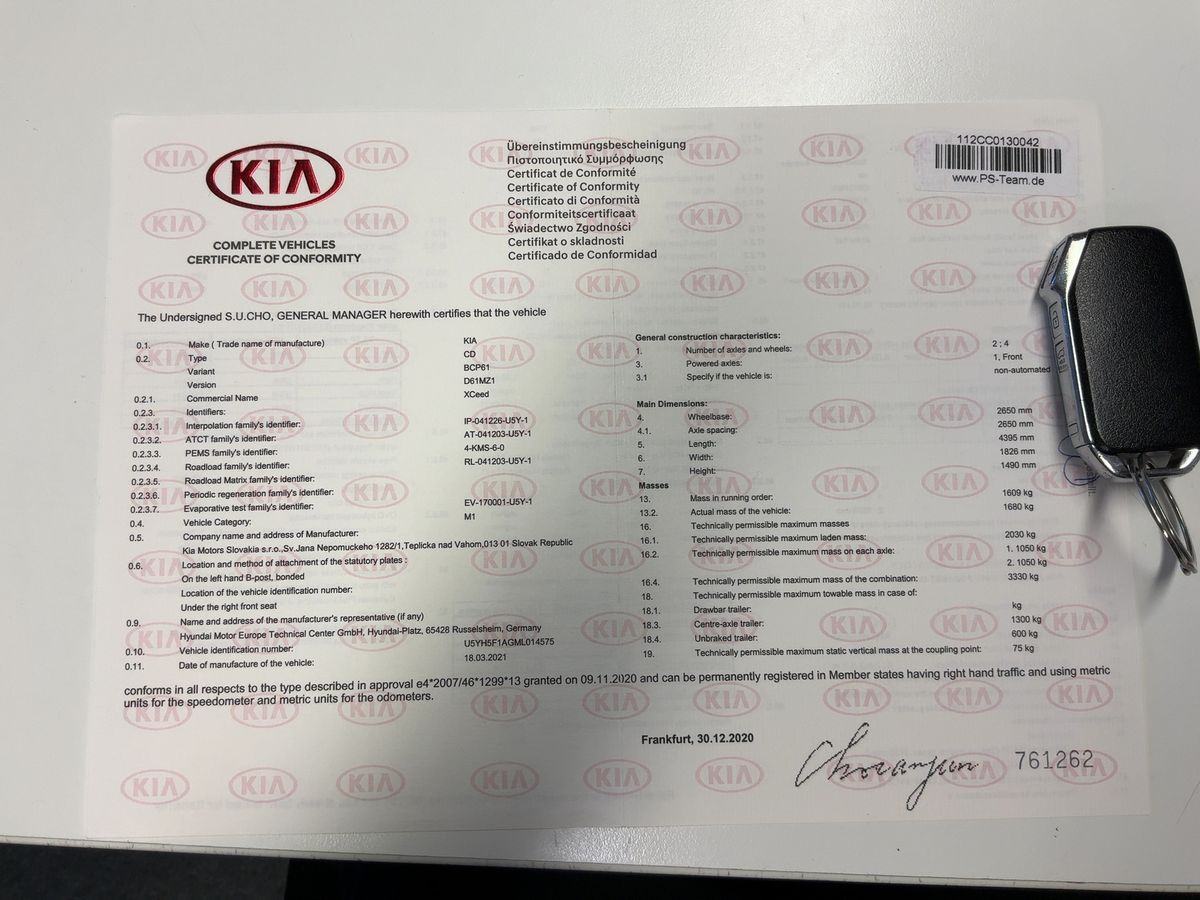 KIA
COMPLETE VEHICLES
CERTIFICATE OF CONFORMITY
Übereinstimmungsbescheinigung
Πιστοποιητικό Συμμόρφωσης
Certificat de Conformité
Certificate of Conformity
Certificato di Conformità
Conformiteitscertificaat
Świadectwo Zgodności
Certifikat o skladnosti
Certificado de Conformidad
112CC0130042
www.PS-Team.de
The Undersigned S.U.CHO, GENERAL MANAGER herewith certifies that the vehicle
0.1. Make ( Trade name of manufacture) KIA
0.2. Type CD
Variant BCP61
Version D61MZ1
0.2.1. Commercial Name XCeed
0.2.3. Identifiers:
0.2.3.1. Interpolation family's identifier: IP-041226-U5Y-1
0.2.3.2. ATCT family's identifier: AT-041203-U5Y-1
0.2.3.3. PEMS family's identifier: 4-KMS-6-0
0.2.3.4. Roadload family's identifier: RL-041203-U5Y-1
0.2.3.5. Roadload Matrix family's identifier:
0.2.3.6. Periodic regeneration family's identifier:
0.2.3.7. Evaporative test family's identifier: EV-170001-U5Y-1
0.4. Vehicle Category: M1
0.5. Company name and address of Manufacturer:
Kia Motors Slovakia s.r.o.,Sv.Jana Nepomuckeho 1282/1,Teplicka nad Vahom,013 01 Slovak Republic
0.6. Location and method of attachment of the statutory plates :
On the left hand B-post, bonded
Location of the vehicle identification number:
Under the right front seat
0.9. Name and address of the manufacturer's representative (if any)
Hyundai Motor Europe Technical Center GmbH, Hyundai-Platz, 65428 Russelsheim, Germany
0.10. Vehicle identification number: U5YH5F1AGML014575
0.11. Date of manufacture of the vehicle: 18.03.2021
General construction characteristics:
1. Number of axles and wheels: 2 ; 4
3. Powered axles: 1, Front
3.1 Specify if the vehicle is: non-automated
Main Dimensions:
4. Wheelbase: 2650 mm
4.1. Axle spacing: 2650 mm
5. Length: 4395 mm
6. Width: 1826 mm
7. Height: 1490 mm
Masses
13. Mass in running order: 1609 kg
13.2. Actual mass of the vehicle: 1680 kg
16. Technically permissible maximum masses
16.1. Technically permissible maximum laden mass: 2030 kg
16.2. Technically permissible maximum mass on each axle: 1. 1050 kg
2. 1050 kg
16.4. Technically permissible maximum mass of the combination: 3330 kg
18. Technically permissible maximum towable mass in case of:
18.1. Drawbar trailer: kg
18.3. Centre-axle trailer: 1300 kg
18.4. Unbraked trailer: 600 kg
19. Technically permissible maximum static vertical mass at the coupling point: 75 kg
conforms in all respects to the type described in approval e4*2007/46*1299*13 granted on 09.11.2020 and can be permanently registered in Member states having right hand traffic and using metric
units for the speedometer and metric units for the odometers.
Frankfurt, 30.12.2020
761262